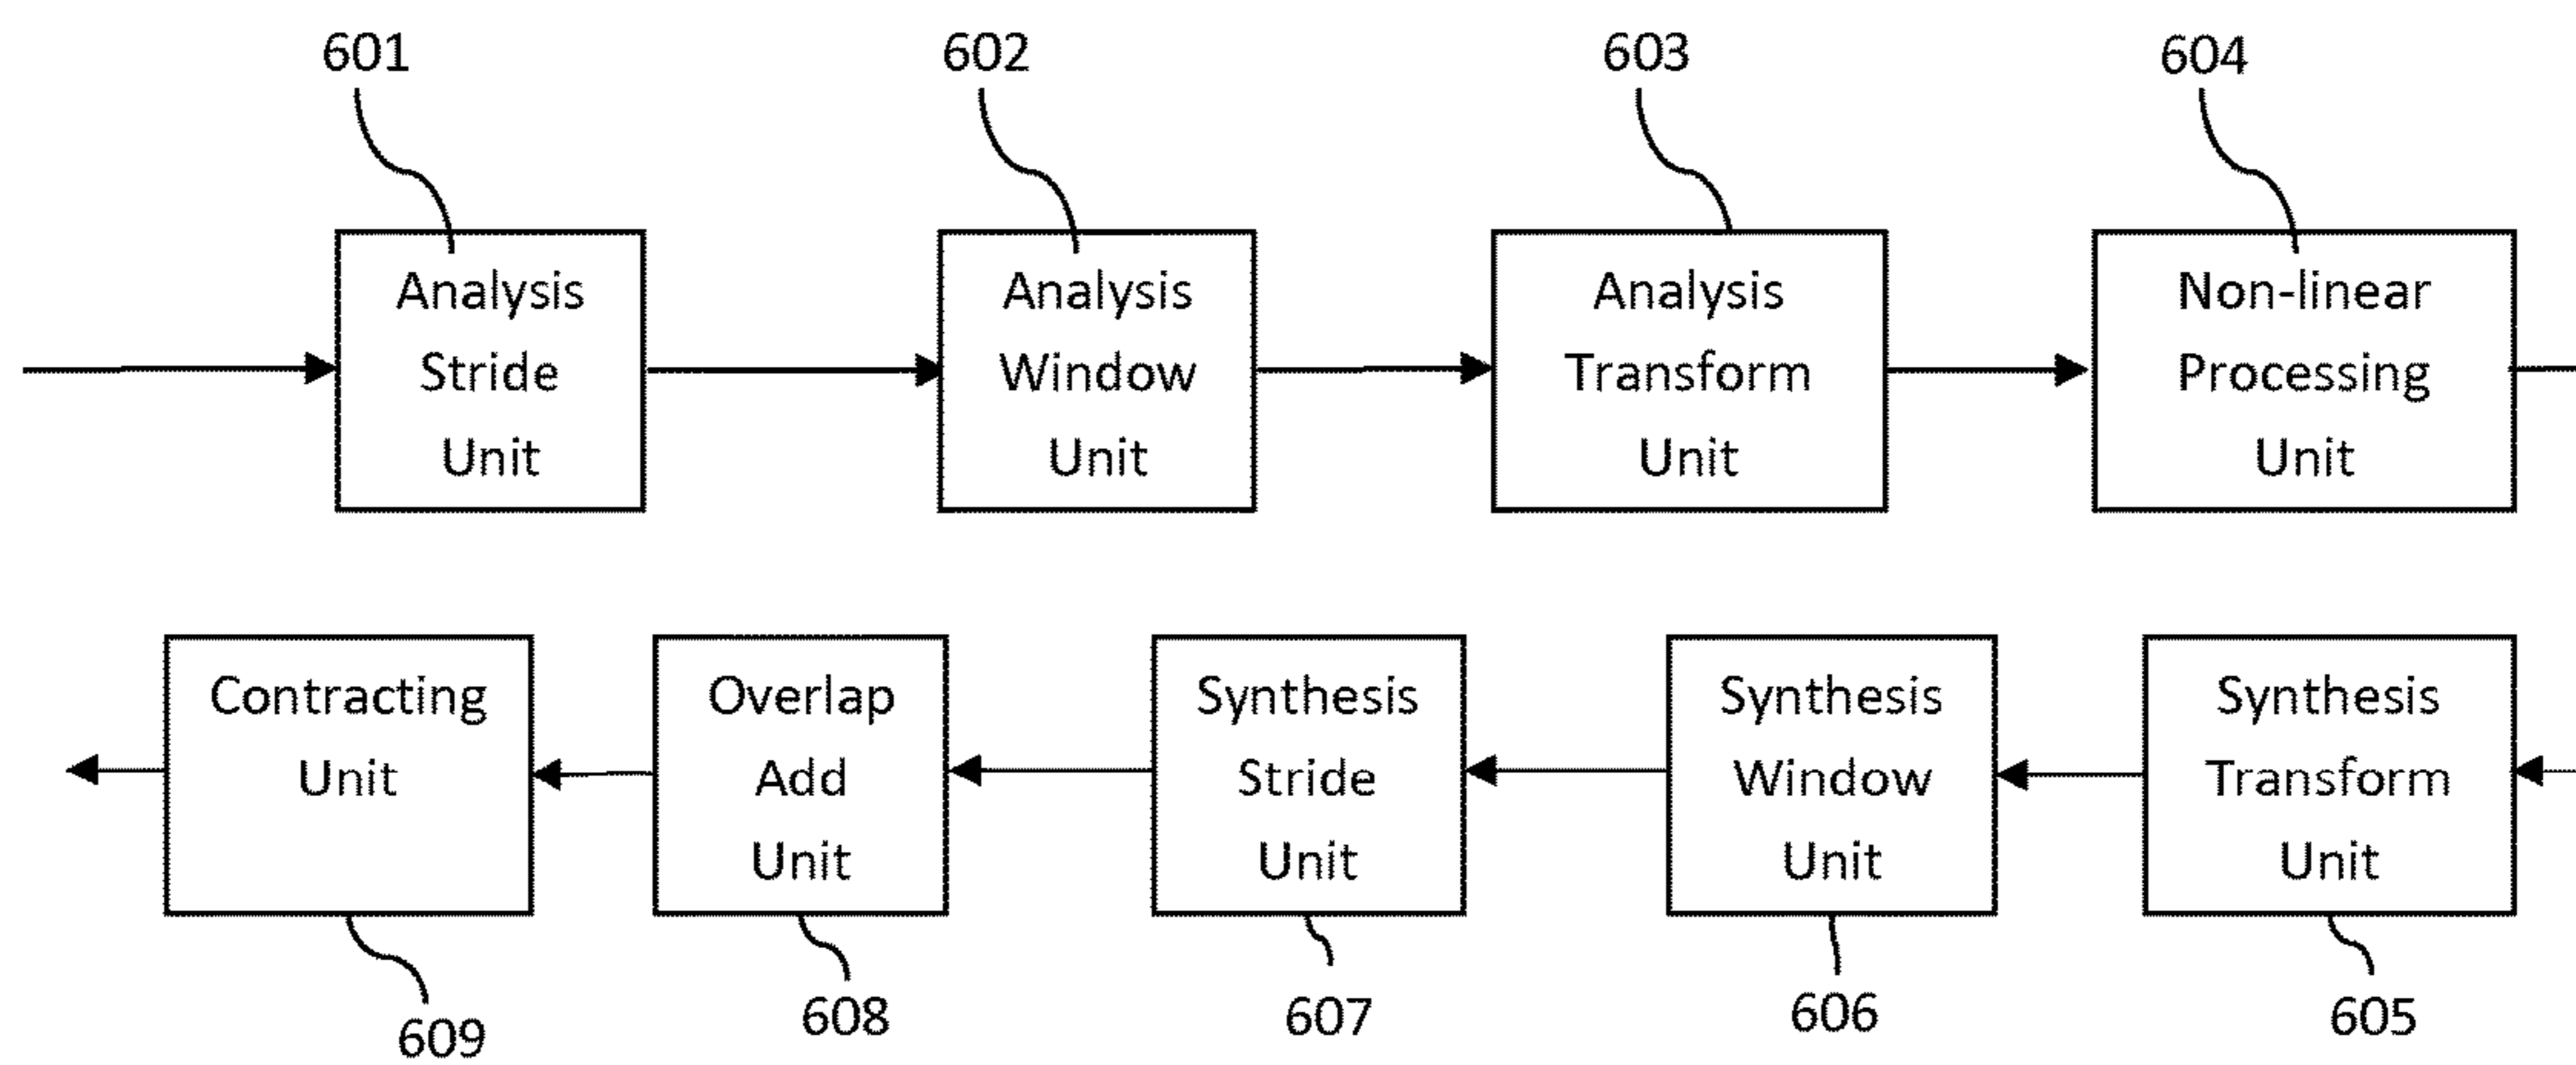 601
602
603
604
Analysis
Stride
Unit
Analysis
Window
Unit
Analysis
Transform
Unit
Non-linear
Processing
Unit
Contracting
Unit
Overlap
Add
Unit
Synthesis
Stride
Unit
Synthesis
Window
Unit
Synthesis
Transform
Unit
609
608
607
606
605